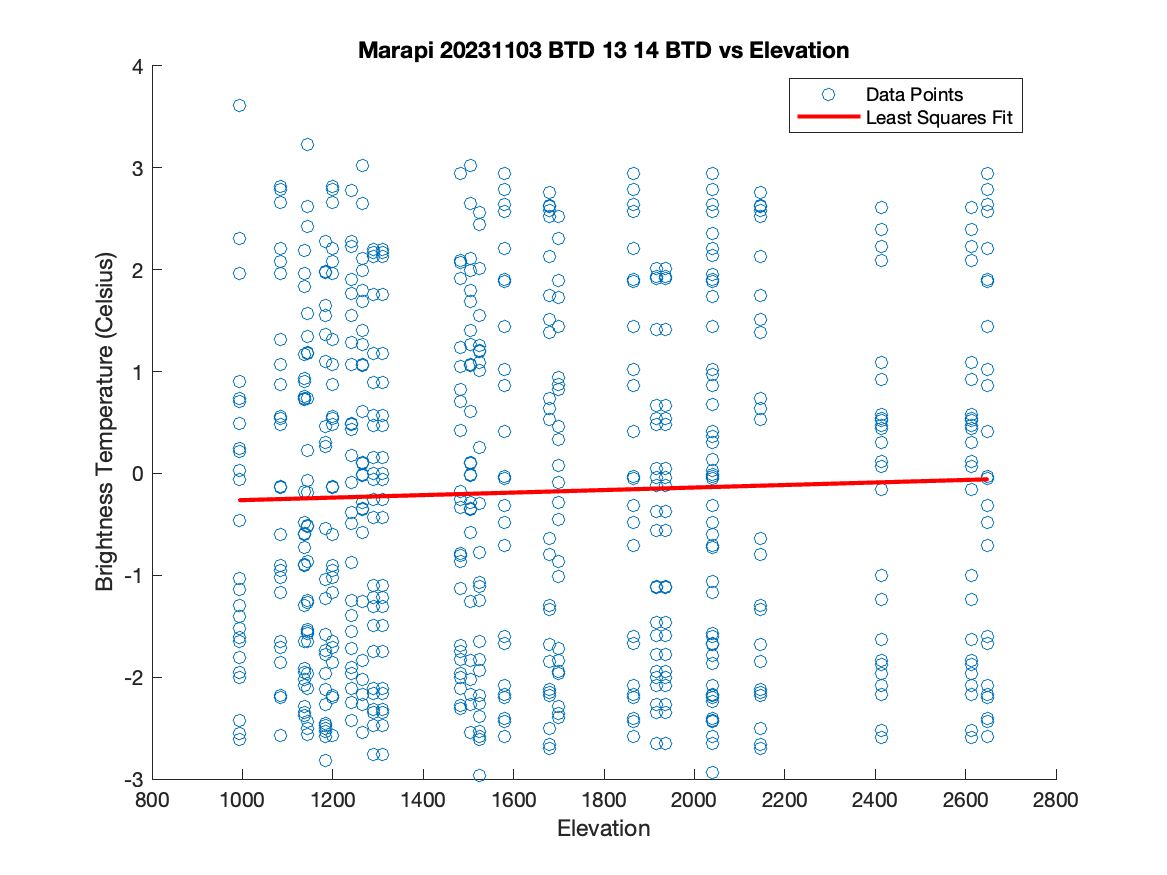 Marapi 20231103 BTD 13 14 BTD vs Elevation
Data Points
Least Squares Fit
Brightness Temperature (Celsius)
4
3
2
1
0
-1
-2
-3
800 1000 1200 1400 1600 1800 2000 2200 2400 2600 2800
Elevation